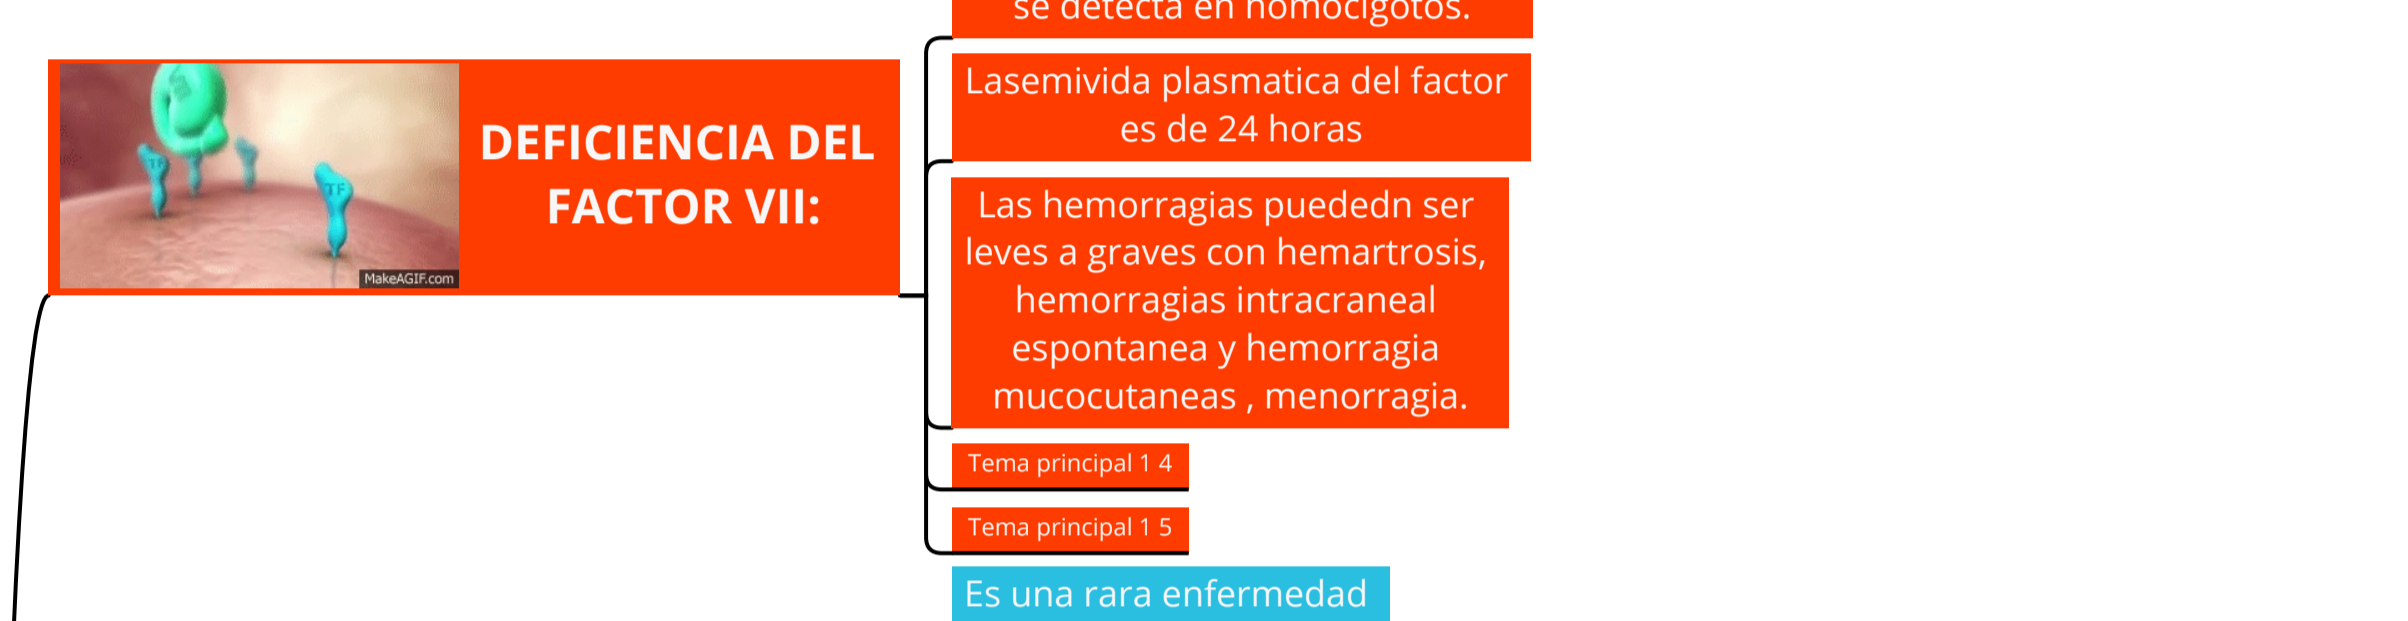 se detecta en homocigotos.
Lasemivida plasmatica del factor
es de 24 horas
DEFICIENCIA DEL
FACTOR VII:
TF
TF
MakeAGIF.com
Las hemorragias puededn ser
leves a graves con hemartrosis,
hemorragias intracraneal
espontanea y hemorragia
mucocutaneas , menorragia.
Tema principal 1 4
Tema principal 1 5
Es una rara enfermedad